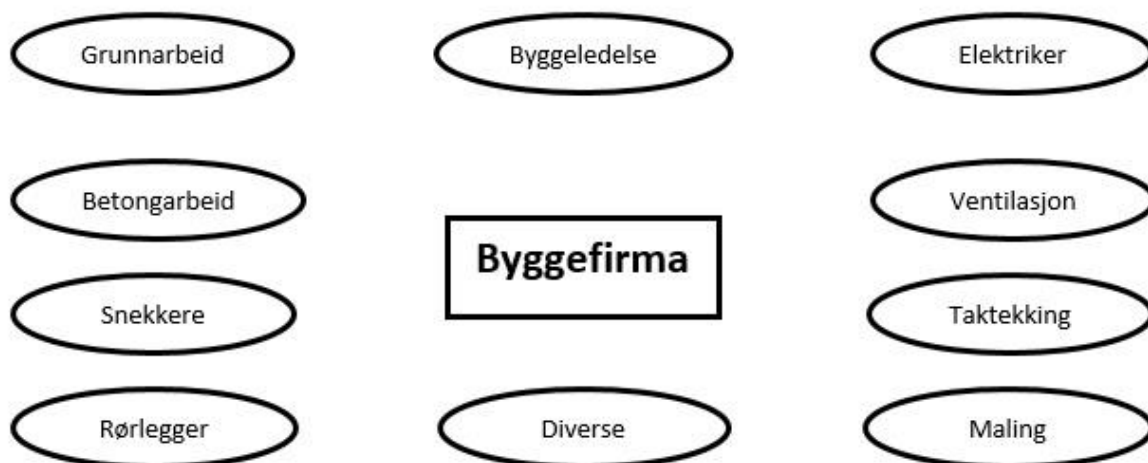 Grunnarbeid
Byggeledelse
Elektriker
Betongarbeid
Ventilasjon
Byggefirma
Snekkere
Taktekking
Rørlegger
Diverse
Maling